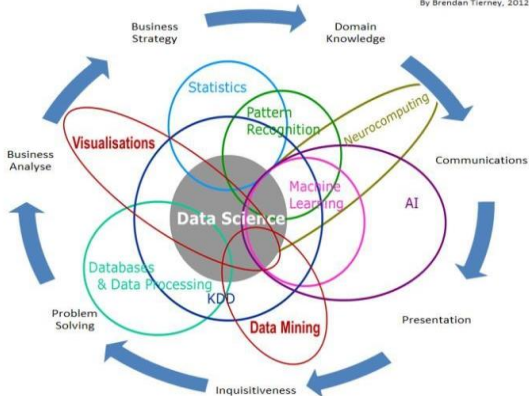 By Brendan Tierney, 2012
Business
Strategy
Domain
Knowledge
Statistics
Pattern
Recognition
Neurocomputing
Visualisations
Business
Analyse
Communications
Machine
Learning
AI
Data Science
Databases
& Data Processing
KDD
Problem
Solving
Data Mining
Presentation
Inquisitiveness